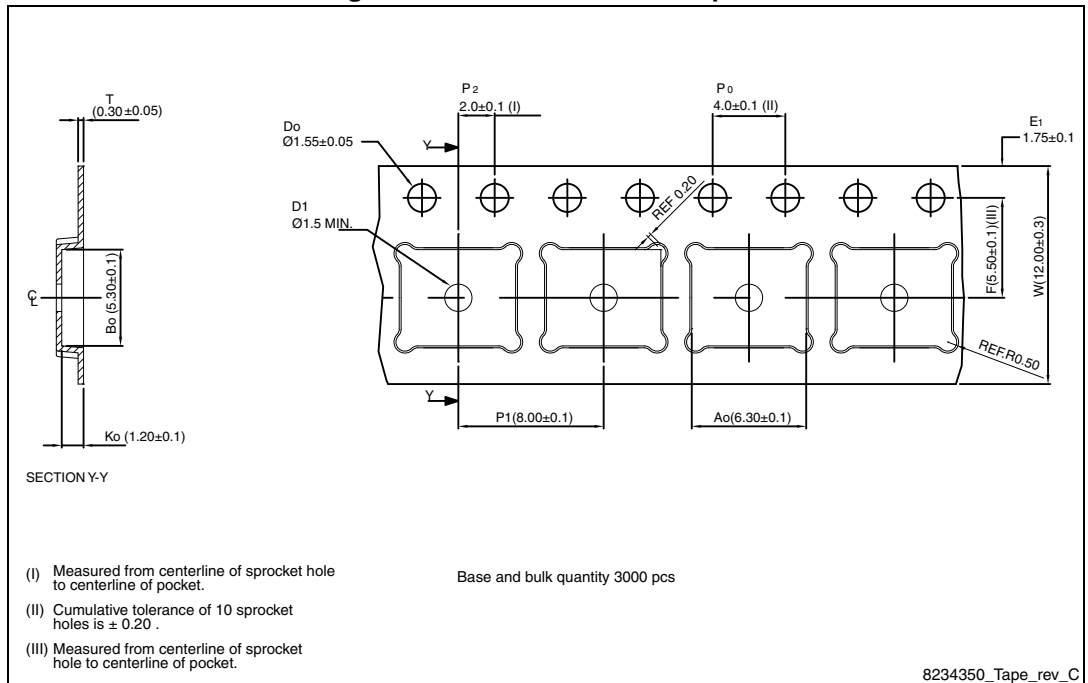 T
(0.30 ±0.05)
P2
2.0±0.1 (I)
P0
4.0±0.1 (II)
Do
Ø1.55±0.05
E1
1.75±0.1
Y
D1
Ø1.5 MIN.
REF 0.20
F(5.50±0.1)(III)
W(12.00±0.3)
CL
Bo (5.30±0.1)
REF.R0.50
Y
P1(8.00±0.1)
Ao(6.30±0.1)
Ko (1.20±0.1)
SECTION Y-Y
(I) Measured from centerline of sprocket hole
to centerline of pocket.
Base and bulk quantity 3000 pcs
(II) Cumulative tolerance of 10 sprocket
holes is ± 0.20 .
(III) Measured from centerline of sprocket
hole to centerline of pocket.
8234350_Tape_rev_C